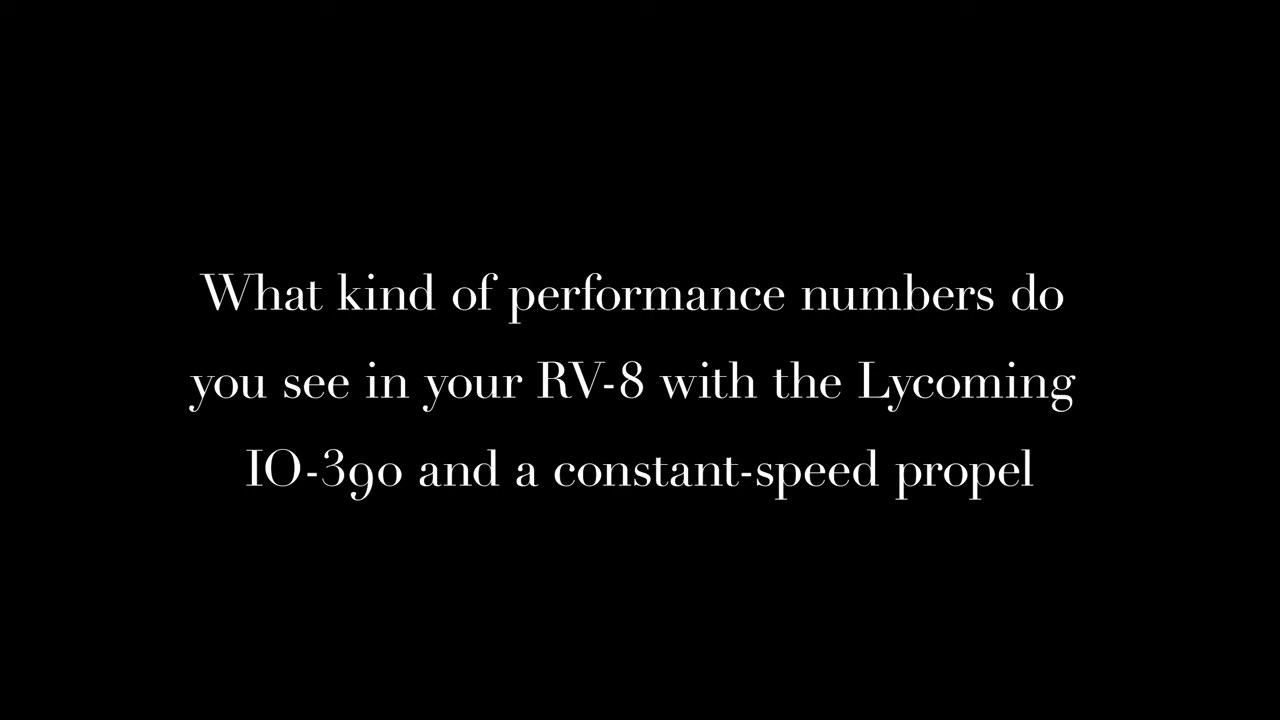 What kind of performance numbers do
you see in your RV-8 with the Lycoming
IO-390 and a constant-speed propel